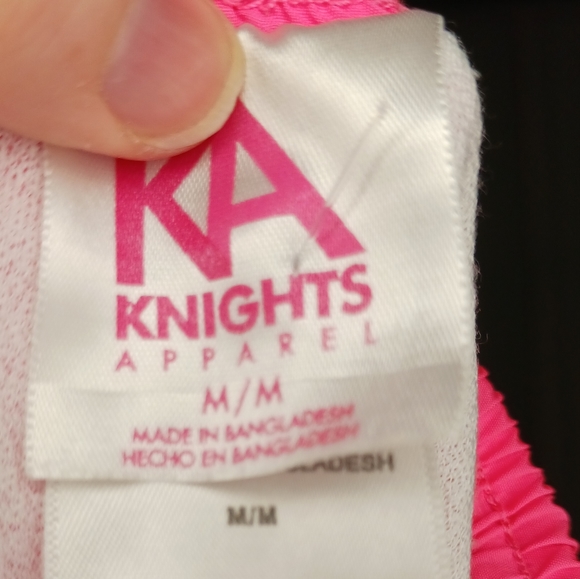 KA
KNIGHTS
APPAREL
M/M
MADE IN BANGLADESH
HECHO EN BANGLADESH
M/M